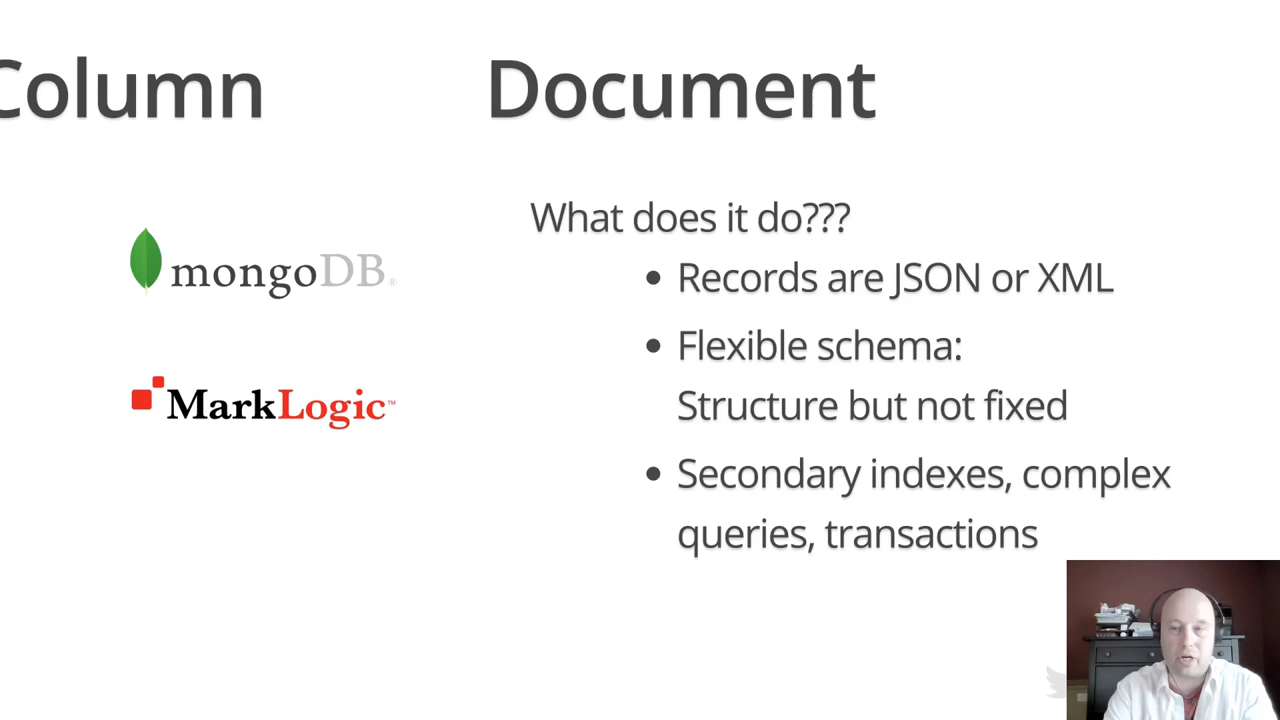 Column
Document
What does it do???
mongoDB®
• Records are JSON or XML
• Flexible schema:
Structure but not fixed
MarkLogic™
• Secondary indexes, complex
queries, transactions